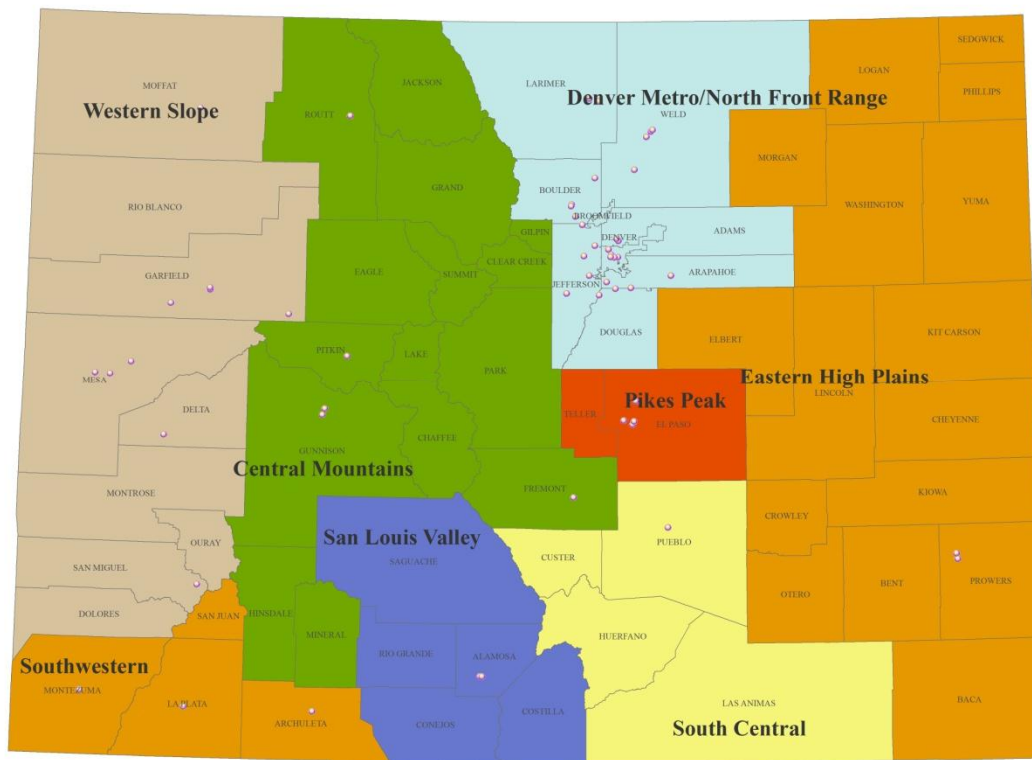 SEDGWICK
LOGAN
MOFFAT
JACKSON
LARIMER
PHILLIPS
Western Slope
Denver Metro/North Front Range
ROUTT
WELD
MORGAN
GRAND
BOULDER
RIO BLANCO
WASHINGTON
YUMA
BROOMFIELD
GILPIN
DENVER
ADAMS
CLEAR CREEK
EAGLE
SUMMIT
GARFIELD
ARAPAHOE
JEFFERSON
DOUGLAS
KIT CARSON
ELBERT
PITKIN
LAKE
PARK
MESA
Eastern High Plains
LINCOLN
Pikes Peak
TELLER
EL PASO
DELTA
CHEYENNE
CHAFFEE
GUNNISON
Central Mountains
FREMONT
MONTROSE
KIOWA
CROWLEY
San Louis Valley
PUEBLO
OURAY
CUSTER
SAGUACHE
SAN MIGUEL
BENT
PROWERS
OTERO
DOLORES
SAN JUAN
HINSDALE
MINERAL
HUERFANO
RIO GRANDE
ALAMOSA
Southwestern
MONTEZUMA
LA PLATA
ARCHULETA
CONEJOS
COSTILLA
LAS ANIMAS
BACA
South Central